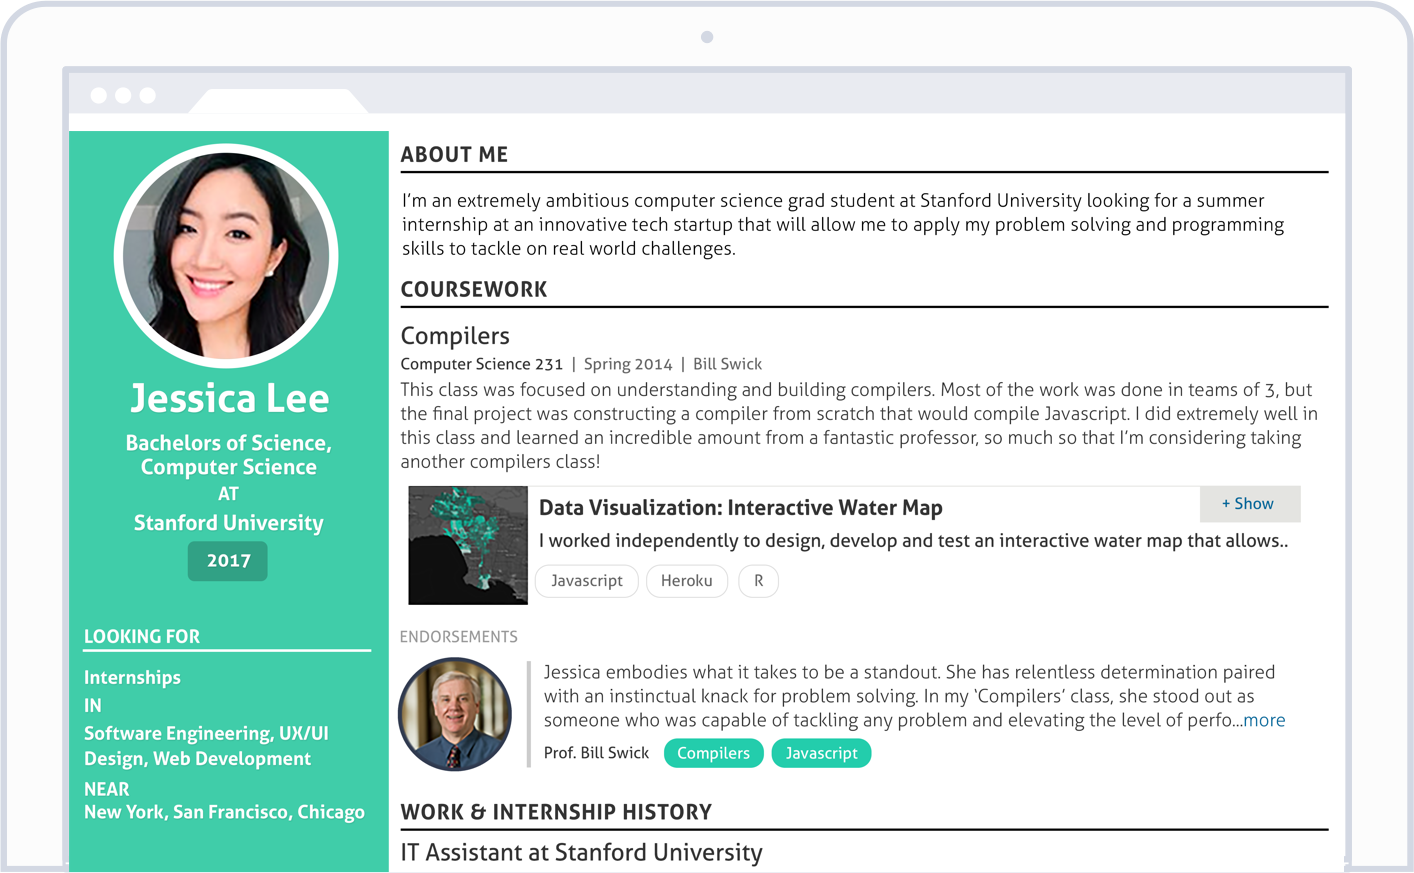 Jessica Lee
Bachelors of Science,
Computer Science
AT
Stanford University
2017
LOOKING FOR
Internships
IN
Software Engineering, UX/UI
Design, Web Development
NEAR
New York, San Francisco, Chicago
ABOUT ME
I'm an extremely ambitious computer science grad student at Stanford University looking for a summer
internship at an innovative tech startup that will allow me to apply my problem solving and programming
skills to tackle on real world challenges.
COURSEWORK
Compilers
Computer Science 231 | Spring 2014 | Bill Swick
This class was focused on understanding and building compilers. Most of the work was done in teams of 3, but
the final project was constructing a compiler from scratch that would compile Javascript. I did extremely well in
this class and learned an incredible amount from a fantastic professor, so much so that I'm considering taking
another compilers class!
Data Visualization: Interactive Water Map
+ Show
I worked independently to design, develop and test an interactive water map that allows..
Javascript Heroku R
ENDORSEMENTS
Jessica embodies what it takes to be a standout. She has relentless determination paired
with an instinctual knack for problem solving. In my ‘Compilers’ class, she stood out as
someone who was capable of tackling any problem and elevating the level of perfo...more
Prof. Bill Swick Compilers Javascript
WORK & INTERNSHIP HISTORY
IT Assistant at Stanford University